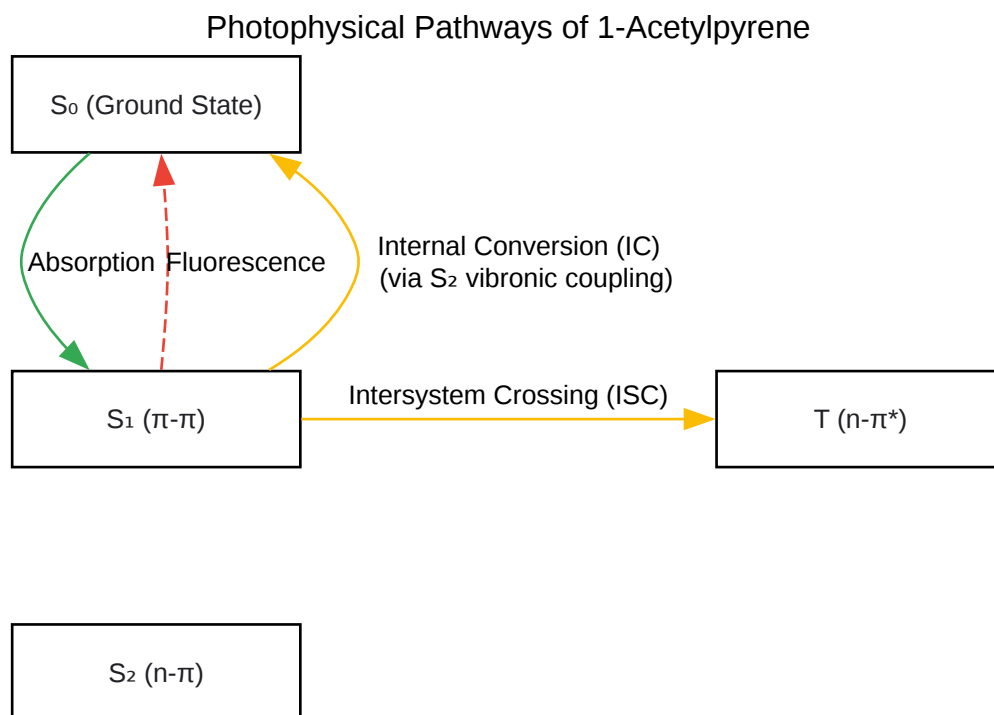 Photophysical Pathways of 1-Acetylpyrene
S₀ (Ground State)
Absorption
Fluorescence
Internal Conversion (IC)
(via S₂ vibronic coupling)
Intersystem Crossing (ISC)
S₁ (π-π)
T (n-π*)
S₂ (n-π)